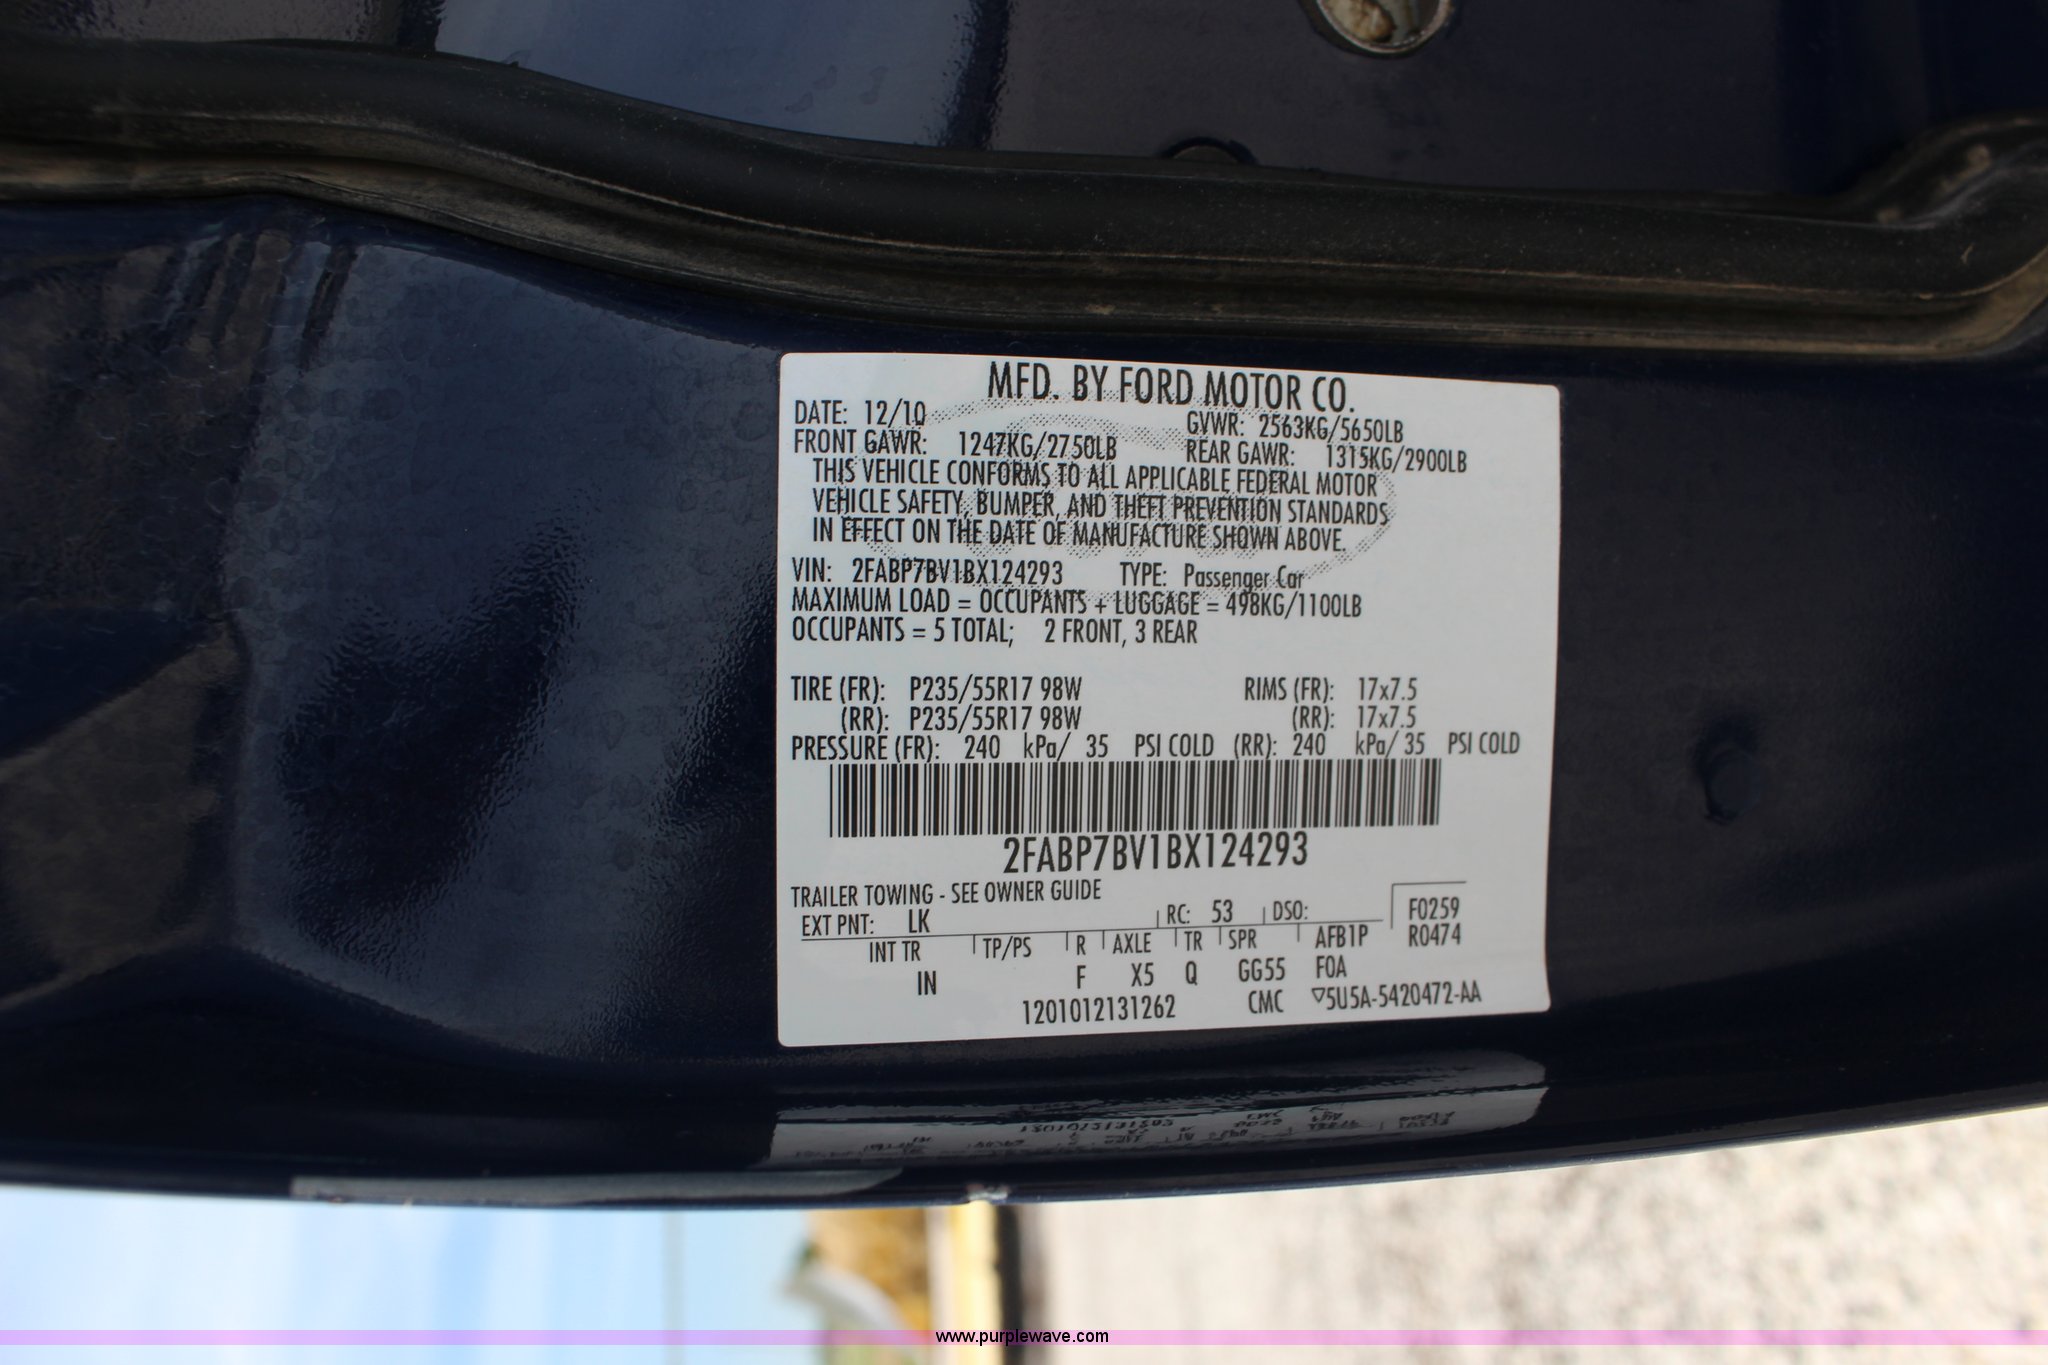 MFD. BY FORD MOTOR CO.
DATE: 12/10 GVWR: 2563KG/5650LB
FRONT GAWR: 1247KG/2750LB REAR GAWR: 1315KG/2900LB
THIS VEHICLE CONFORMS TO ALL APPLICABLE FEDERAL MOTOR
VEHICLE SAFETY, BUMPER, AND THEFT PREVENTION STANDARDS
IN EFFECT ON THE DATE OF MANUFACTURE SHOWN ABOVE.
VIN: 2FABP7BV1BX124293 TYPE: Passenger Car
MAXIMUM LOAD = OCCUPANTS + LUGGAGE = 498KG/1100LB
OCCUPANTS = 5 TOTAL; 2 FRONT, 3 REAR
TIRE (FR): P235/55R17 98W RIMS (FR): 17x7.5
(RR): P235/55R17 98W (RR): 17x7.5
PRESSURE (FR): 240 kPa/ 35 PSI COLD (RR): 240 kPa/ 35 PSI COLD
2FABP7BV1BX124293
TRAILER TOWING - SEE OWNER GUIDE
EXT PNT: LK RC: 53 DSO: F0259
INT TR TP/PS R AXLE TR SPR AFB1P R0474
IN F X5 Q GG55 FOA
1201012131262 CMC ▽5U5A-5420472-AA
www.purplewave.com